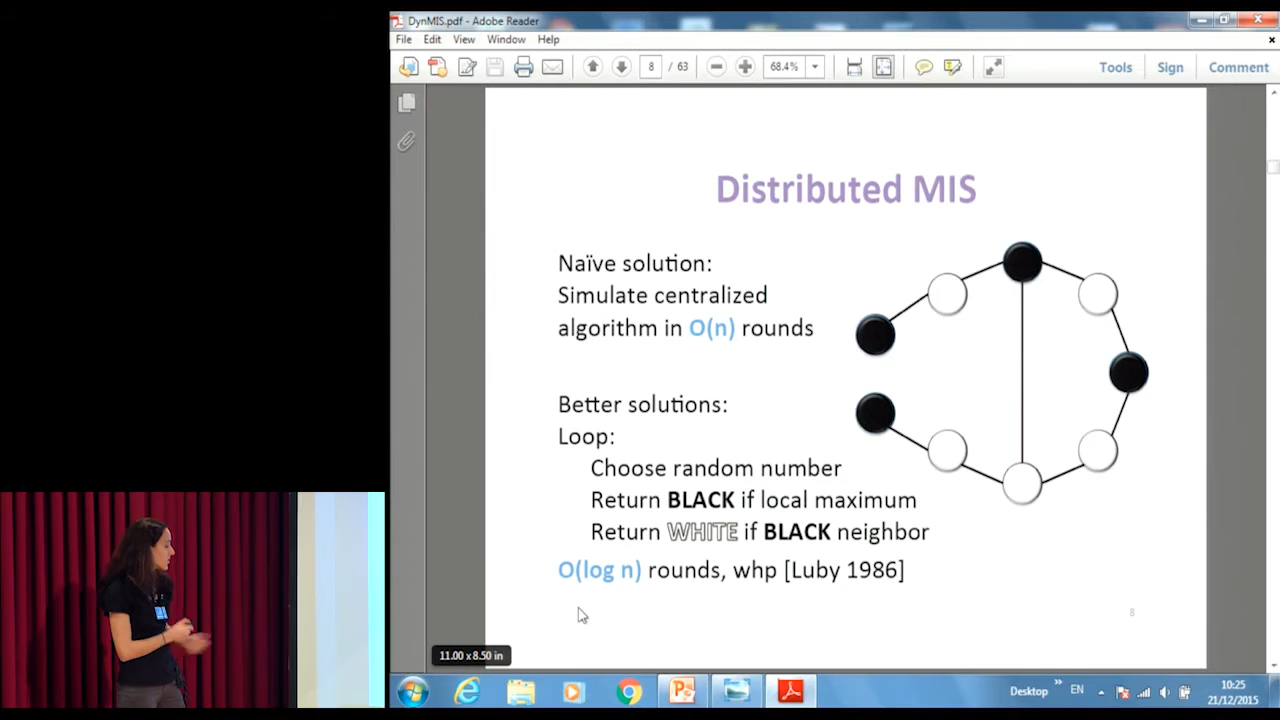 DynMIS.pdf - Adobe Reader
File Edit View Window Help
8 / 63 68.4% Tools Sign Comment
Distributed MIS
Naïve solution:
Simulate centralized
algorithm in O(n) rounds
Better solutions:
Loop:
Choose random number
Return BLACK if local maximum
Return WHITE if BLACK neighbor
O(log n) rounds, whp [Luby 1986]
8
11.00 x 8.50 in
Desktop » EN 10:25
21/12/2015